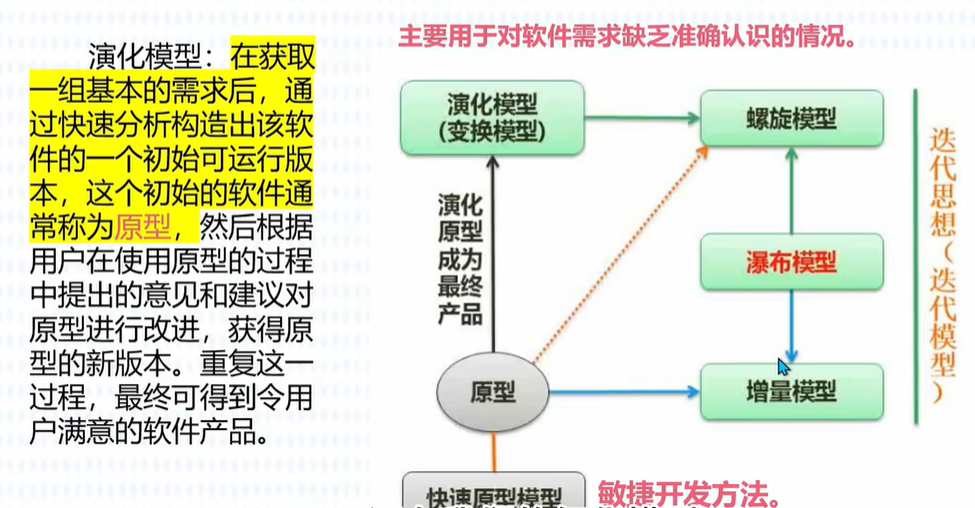 演化模型：在获取
一组基本的需求后，通
过快速分析构造出该软
件的一个初始可运行版
本，这个初始的软件通
常称为原型，然后根据
用户在使用原型的过程
中提出的意见和建议对
原型进行改进，获得原
型的新版本。重复这一
过程，最终可得到令用
户满意的软件产品。
主要用于对软件需求缺乏准确认识的情况。
演化模型
（变换模型）
螺旋模型
演化
原型
成为
最终
产品
瀑布模型
原型
增量模型
快速原型模型
敏捷开发方法。
迭代思想（迭代模型）